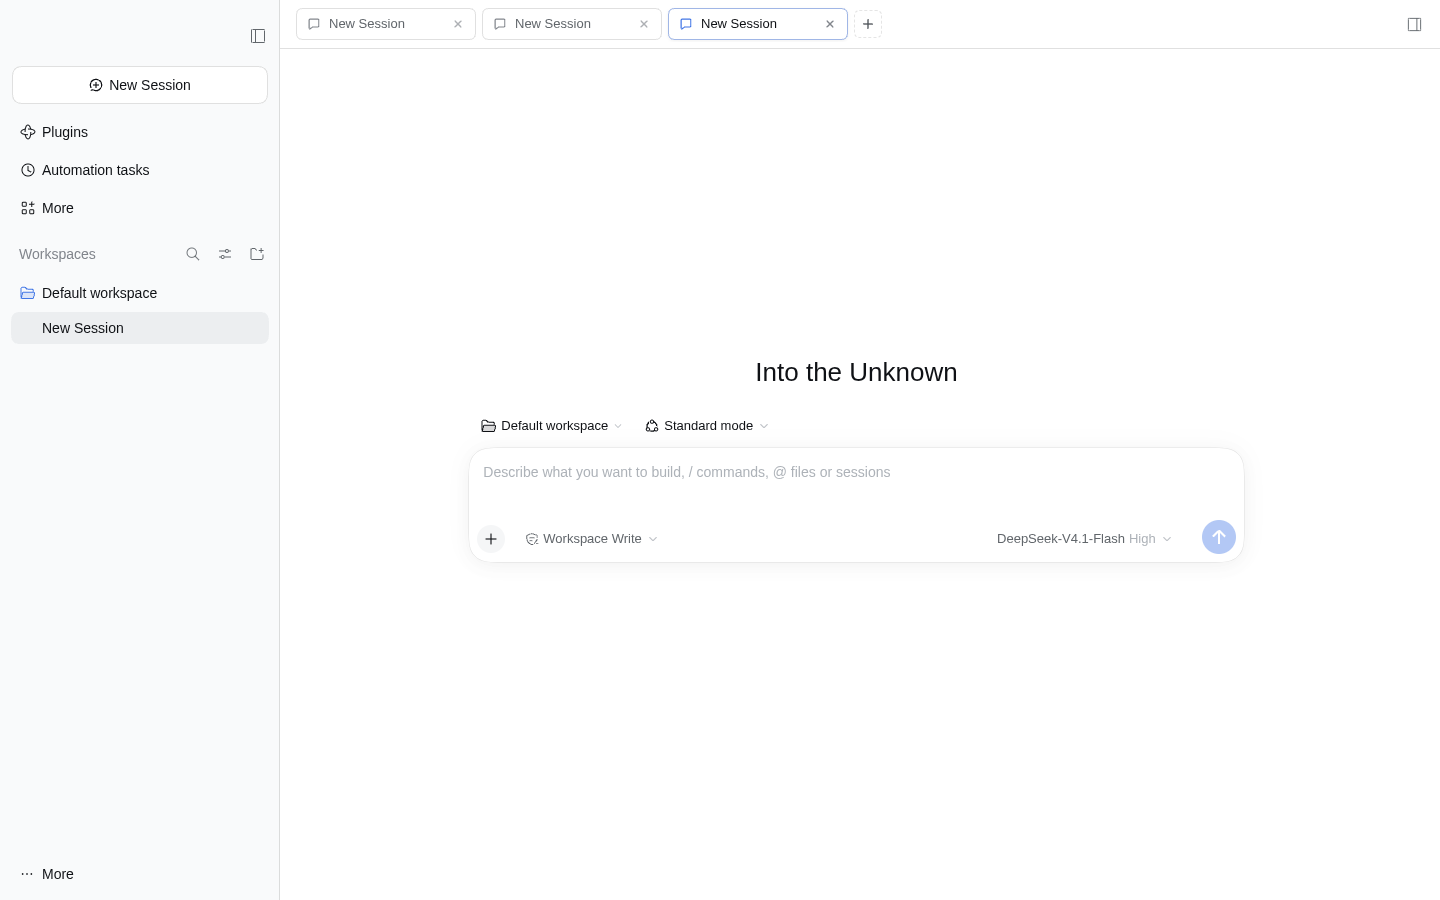 New Session
New Session
New Session
New Session
Plugins
Automation tasks
More
Workspaces
Default workspace
New Session
Into the Unknown
Default workspace
Standard mode
Describe what you want to build, / commands, @ files or sessions
Workspace Write
DeepSeek-V4.1-Flash High
More